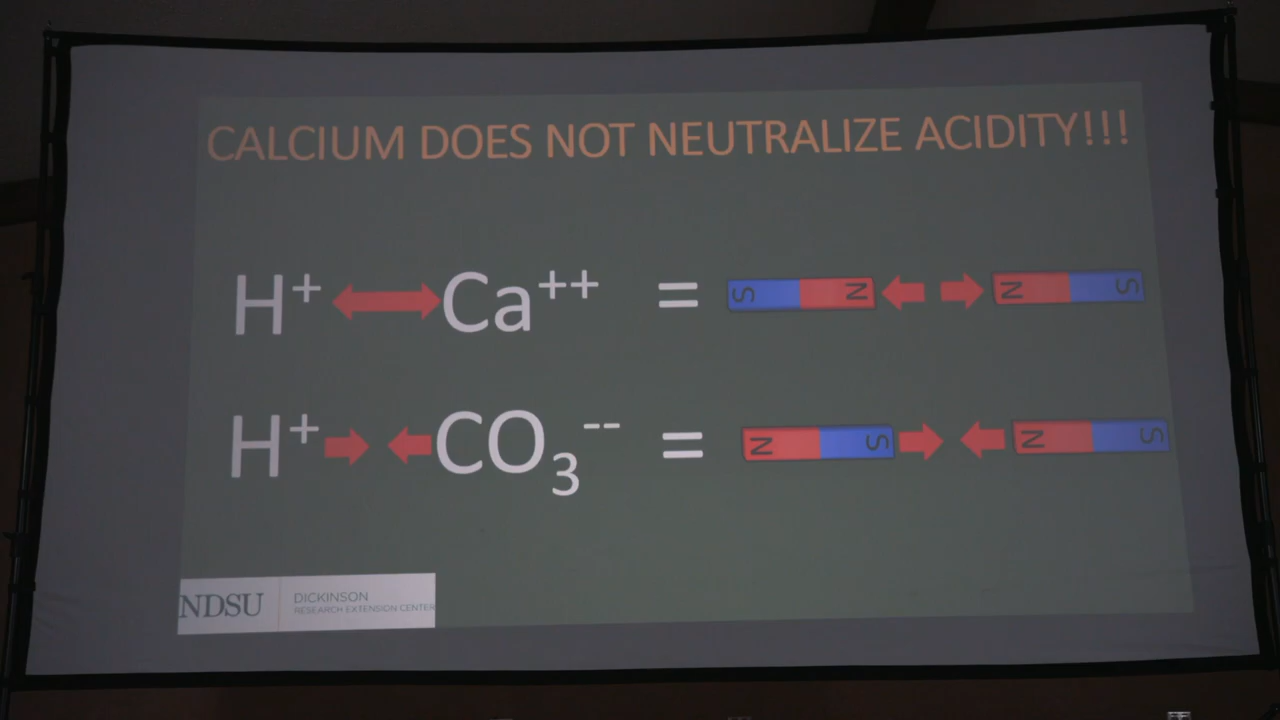 CALCIUM DOES NOT NEUTRALIZE ACIDITY!!!
H⁺ Ca⁺⁺ = S N N S
H⁺ CO₃⁻⁻ = N S N S
NDSU DICKINSON
RESEARCH EXTENSION CENTER